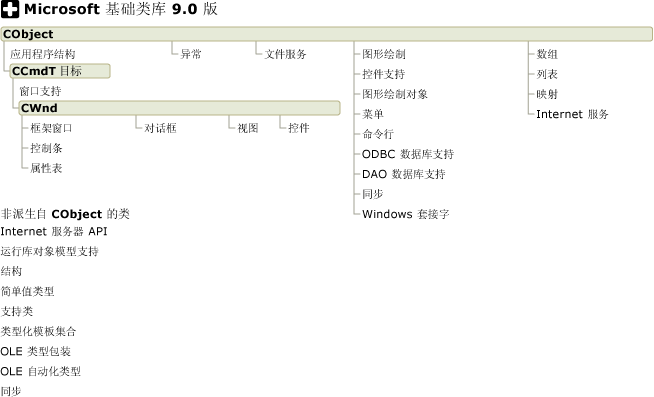 Microsoft 基础类库 9.0 版
CObject
应用程序结构
异常
文件服务
图形绘制
数组
CCmdT 目标
控件支持
列表
窗口支持
图形绘制对象
映射
CWnd
菜单
Internet 服务
框架窗口
对话框
视图
控件
命令行
控制条
ODBC 数据库支持
属性表
DAO 数据库支持
同步
Windows 套接字
非派生自 CObject 的类
Internet 服务器 API
运行库对象模型支持
结构
简单值类型
支持类
类型化模板集合
OLE 类型包装
OLE 自动化类型
同步